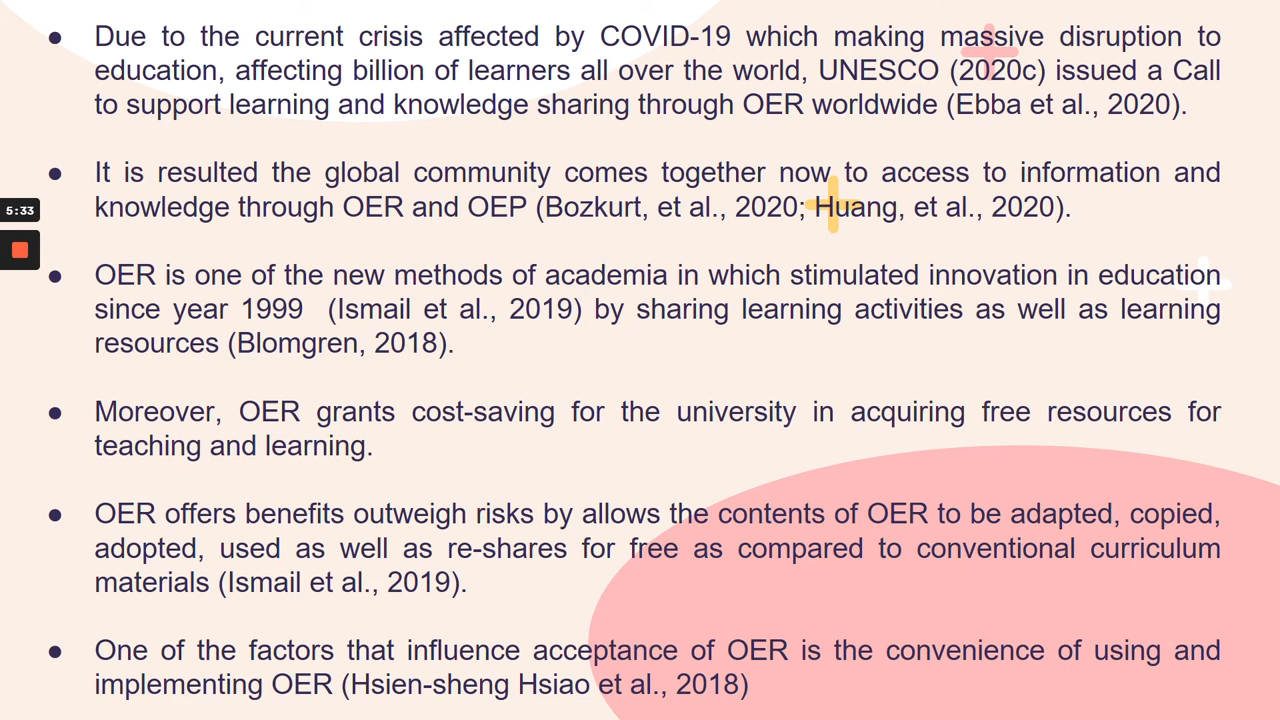 ● Due to the current crisis affected by COVID-19 which making massive disruption to
education, affecting billion of learners all over the world, UNESCO (2020c) issued a Call
to support learning and knowledge sharing through OER worldwide (Ebba et al., 2020).
● It is resulted the global community comes together now to access to information and
5:33
knowledge through OER and OEP (Bozkurt, et al., 2020; Huang, et al., 2020).
● OER is one of the new methods of academia in which stimulated innovation in education
since year 1999 (Ismail et al., 2019) by sharing learning activities as well as learning
resources (Blomgren, 2018).
● Moreover, OER grants cost-saving for the university in acquiring free resources for
teaching and learning.
● OER offers benefits outweigh risks by allows the contents of OER to be adapted, copied,
adopted, used as well as re-shares for free as compared to conventional curriculum
materials (Ismail et al., 2019).
● One of the factors that influence acceptance of OER is the convenience of using and
implementing OER (Hsien-sheng Hsiao et al., 2018)